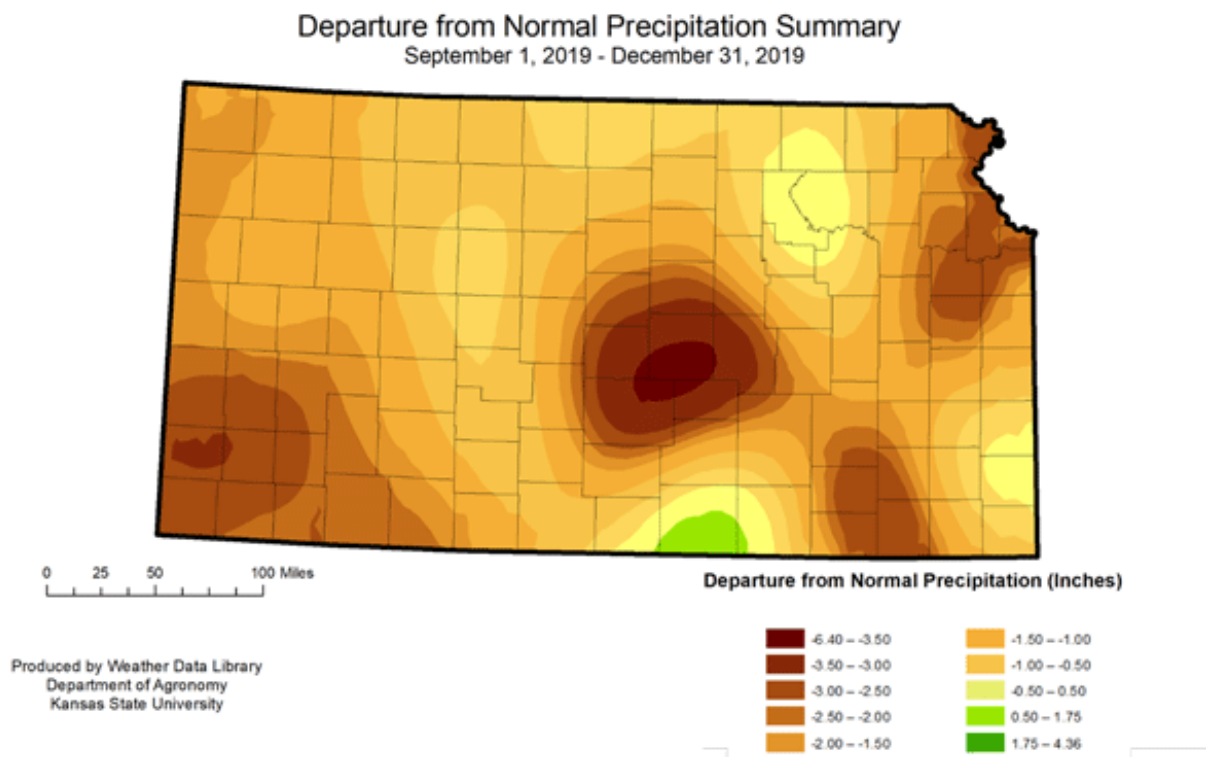 Departure from Normal Precipitation Summary
September 1, 2019 - December 31, 2019
0 25 50 100 Miles
Departure from Normal Precipitation (Inches)
-6.40 – -3.50
-3.50 – -3.00
-3.00 – -2.50
-2.50 – -2.00
-2.00 – -1.50
-1.50 – -1.00
-1.00 – -0.50
-0.50 – 0.50
0.50 – 1.75
1.75 – 4.36
Produced by Weather Data Library
Department of Agronomy
Kansas State University